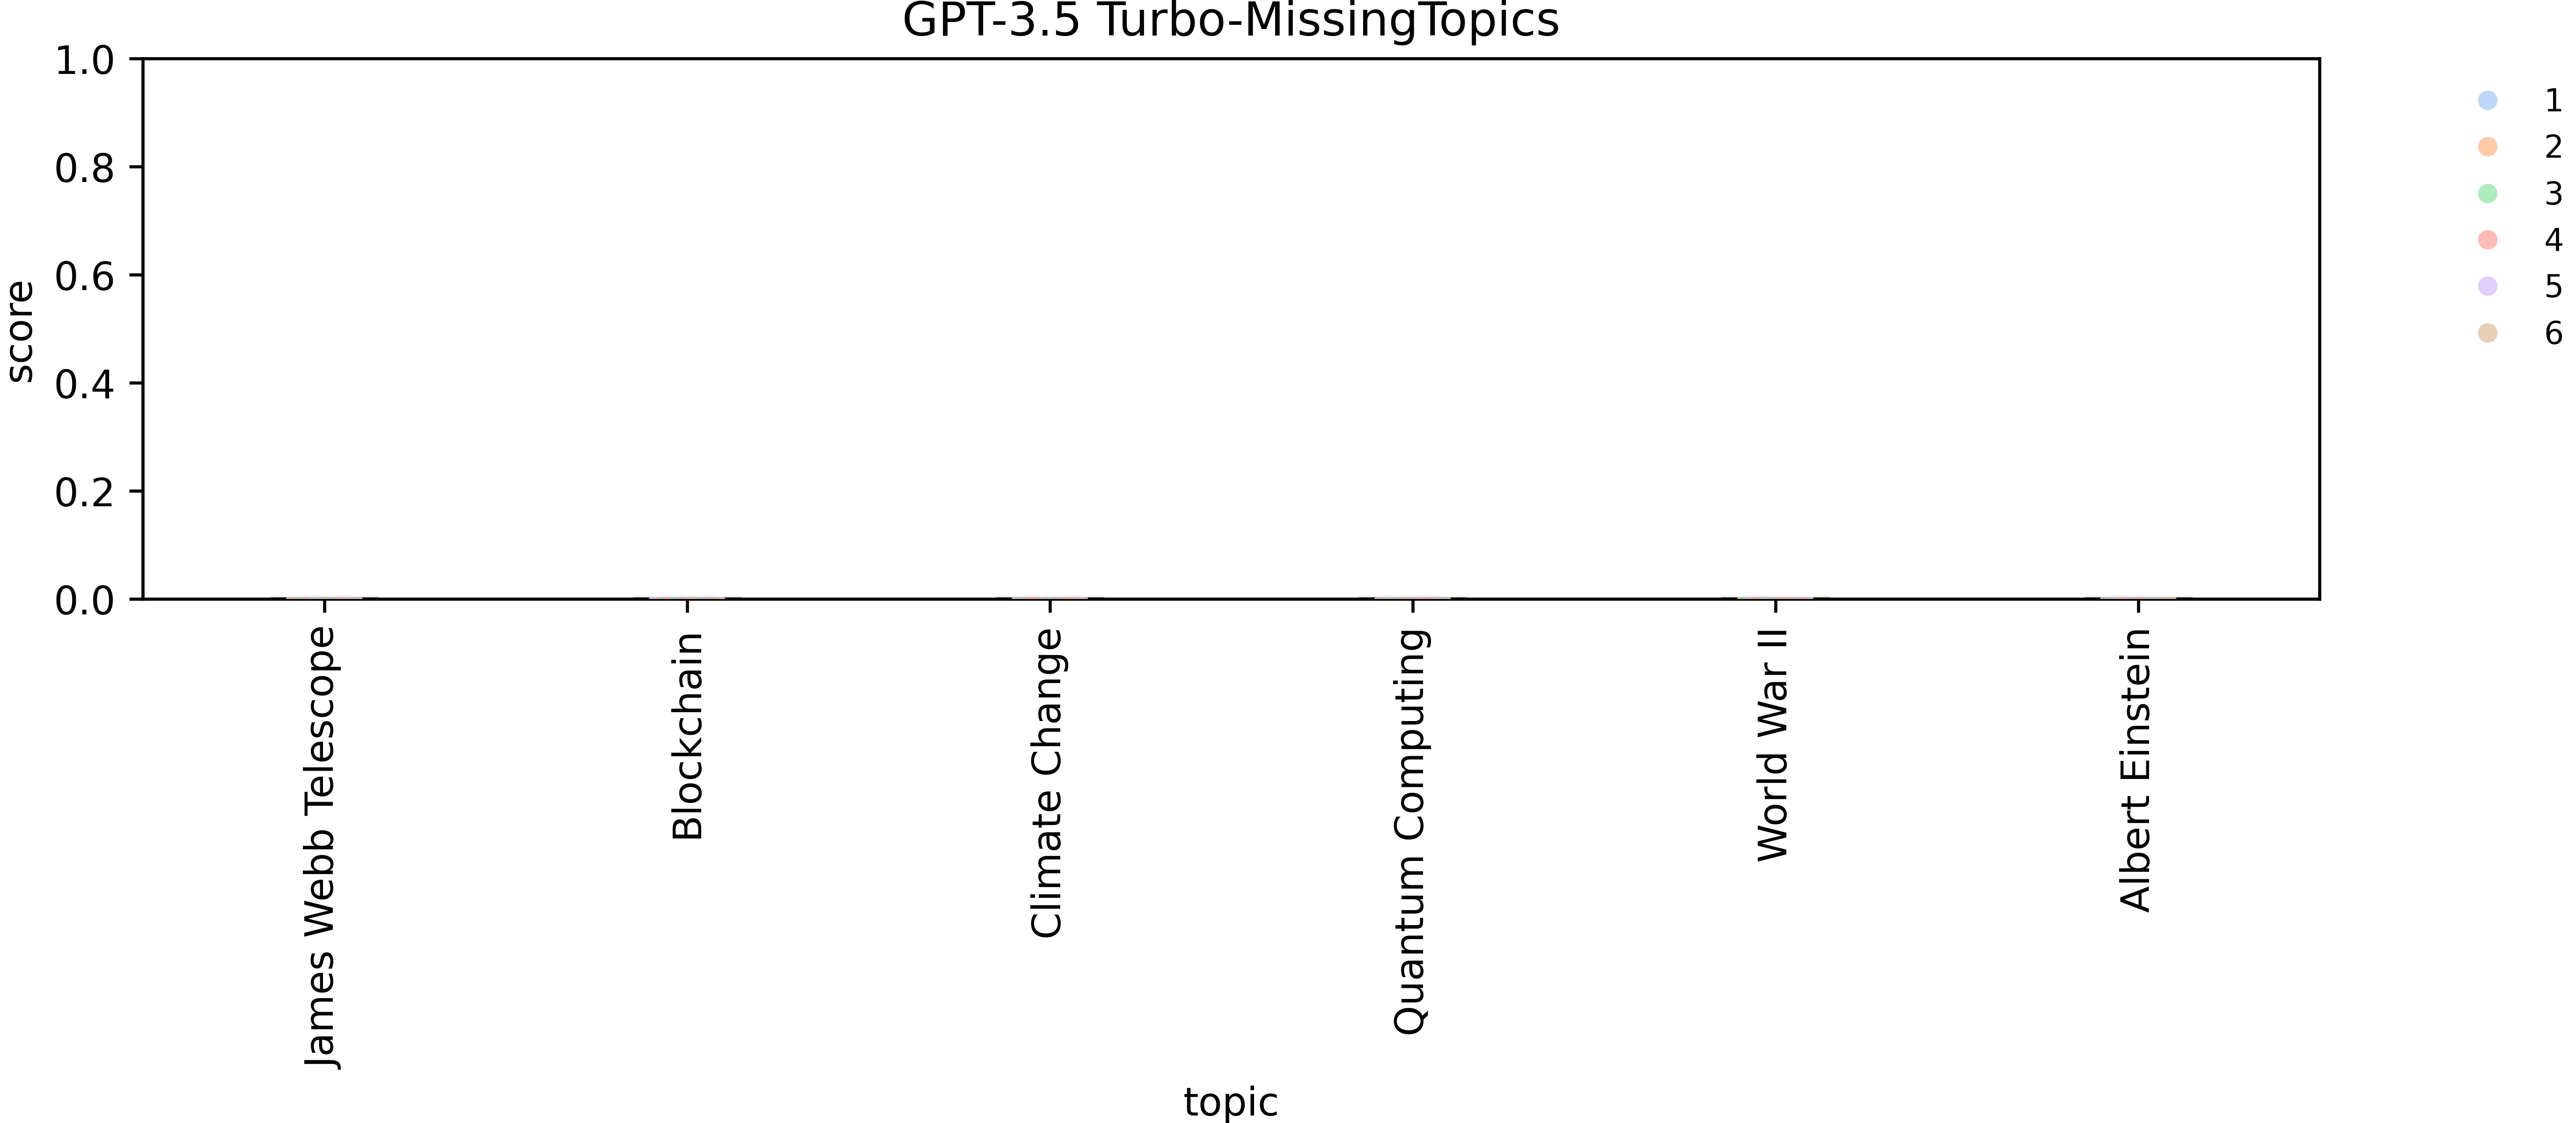 GPT-3.5 Turbo-MissingTopics
1.0
0.8
0.6
0.4
0.2
0.0
score
James Webb Telescope
Blockchain
Climate Change
Quantum Computing
World War II
Albert Einstein
topic
1
2
3
4
5
6